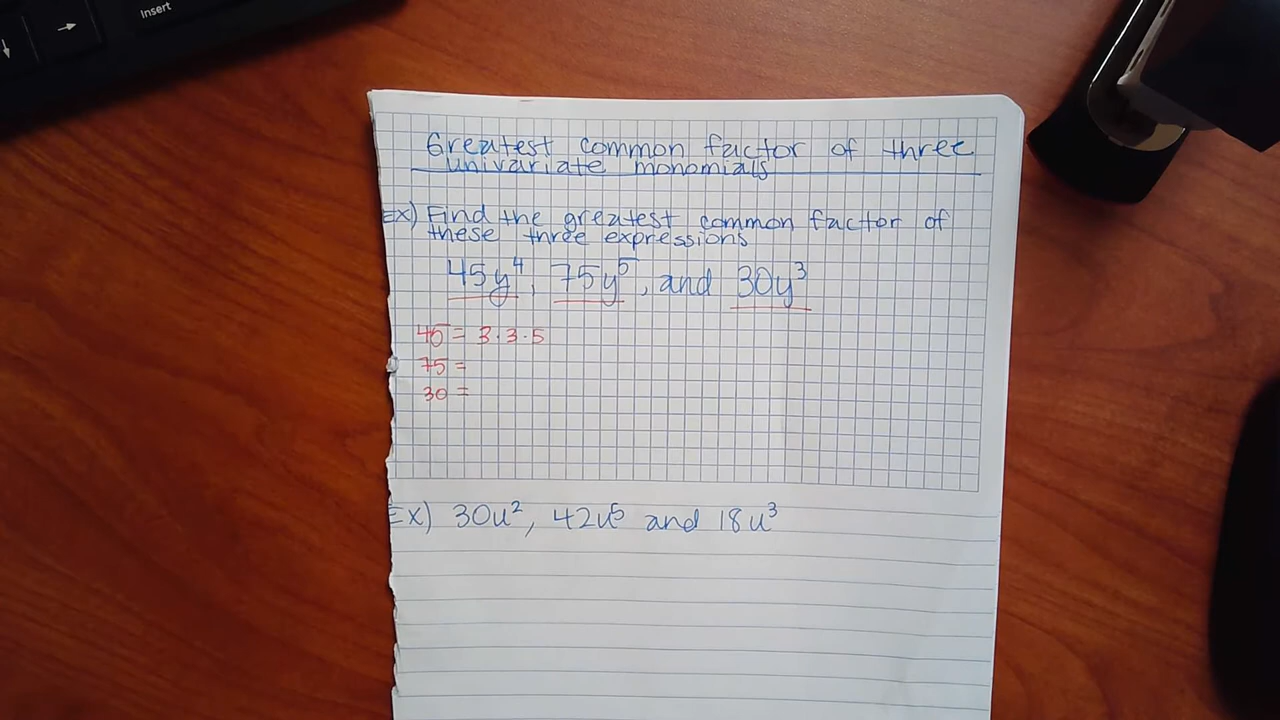 Insert
↓ →
Greatest common factor of three
univariate monomials
Ex) Find the greatest common factor of
these three expressions
45y⁴, 75y⁵, and 30y³
45 = 3·3·5
75 =
30 =
Ex) 30u², 42u⁵ and 18u³